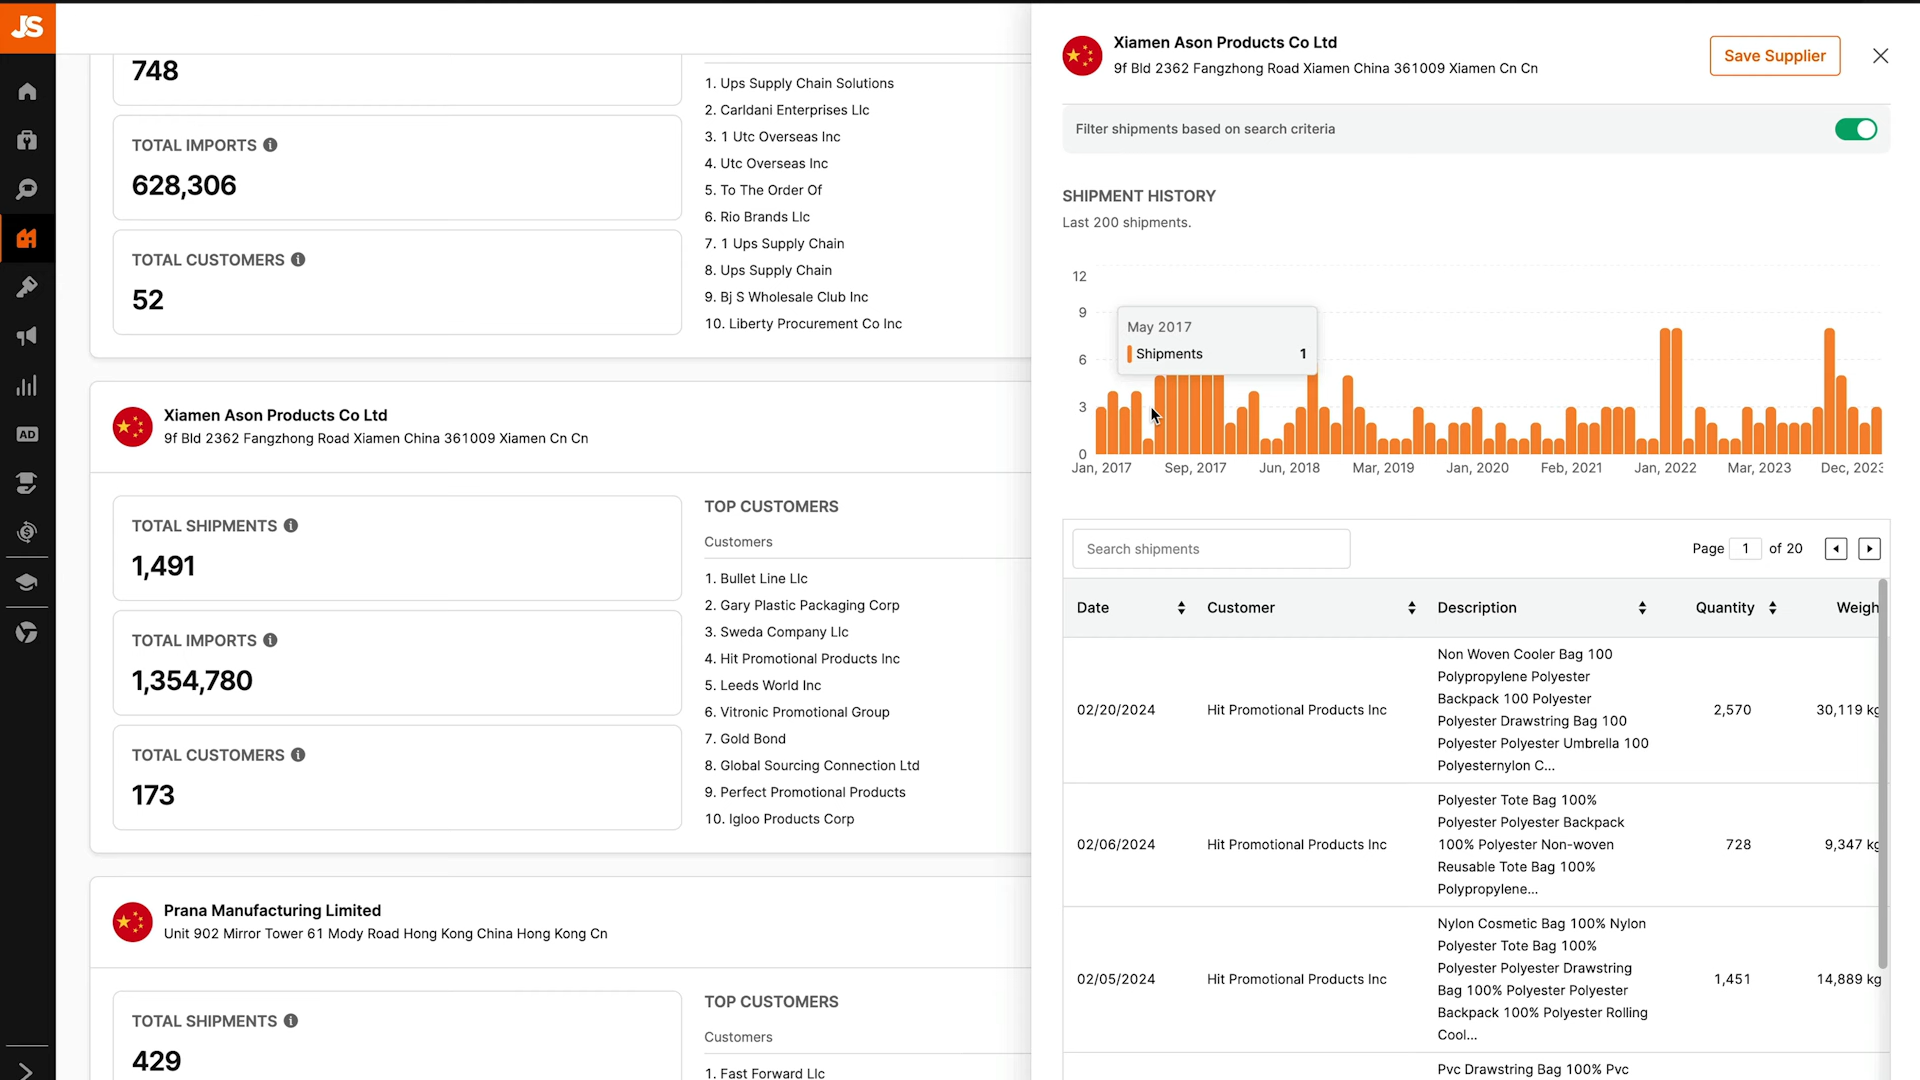 JS
748
TOTAL IMPORTS
628,306
TOTAL CUSTOMERS
52
1. Ups Supply Chain Solutions
2. Carldani Enterprises Llc
3. 1 Utc Overseas Inc
4. Utc Overseas Inc
5. To The Order Of
6. Rio Brands Llc
7. 1 Ups Supply Chain
8. Ups Supply Chain
9. Bj S Wholesale Club Inc
10. Liberty Procurement Co Inc
Xiamen Ason Products Co Ltd
9f Bld 2362 Fangzhong Road Xiamen China 361009 Xiamen Cn Cn
TOTAL SHIPMENTS
1,491
TOTAL IMPORTS
1,354,780
TOTAL CUSTOMERS
173
TOP CUSTOMERS
Customers
1. Bullet Line Llc
2. Gary Plastic Packaging Corp
3. Sweda Company Llc
4. Hit Promotional Products Inc
5. Leeds World Inc
6. Vitronic Promotional Group
7. Gold Bond
8. Global Sourcing Connection Ltd
9. Perfect Promotional Products
10. Igloo Products Corp
Prana Manufacturing Limited
Unit 902 Mirror Tower 61 Mody Road Hong Kong China Hong Kong Cn
TOTAL SHIPMENTS
429
TOP CUSTOMERS
Customers
1. Fast Forward Llc
AD
Xiamen Ason Products Co Ltd
9f Bld 2362 Fangzhong Road Xiamen China 361009 Xiamen Cn Cn
Save Supplier
Filter shipments based on search criteria
SHIPMENT HISTORY
Last 200 shipments.
12
9
6
3
0
May 2017
Shipments 1
Jan, 2017 Sep, 2017 Jun, 2018 Mar, 2019 Jan, 2020 Feb, 2021 Jan, 2022 Mar, 2023 Dec, 2023
Search shipments
Page 1 of 20
Date Customer Description Quantity Weigh
02/20/2024 Hit Promotional Products Inc 2,570 30,119 kg
Non Woven Cooler Bag 100
Polypropylene Polyester
Backpack 100 Polyester
Polyester Drawstring Bag 100
Polyester Polyester Umbrella 100
Polyesternylon C...
02/06/2024 Hit Promotional Products Inc 728 9,347 kg
Polyester Tote Bag 100%
Polyester Polyester Backpack
100% Polyester Non-woven
Reusable Tote Bag 100%
Polypropylene...
02/05/2024 Hit Promotional Products Inc 1,451 14,889 kg
Nylon Cosmetic Bag 100% Nylon
Polyester Tote Bag 100%
Polyester Polyester Drawstring
Bag 100% Polyester Polyester
Backpack 100% Polyester Rolling
Cool...
Pvc Drawstring Bag 100% Pvc